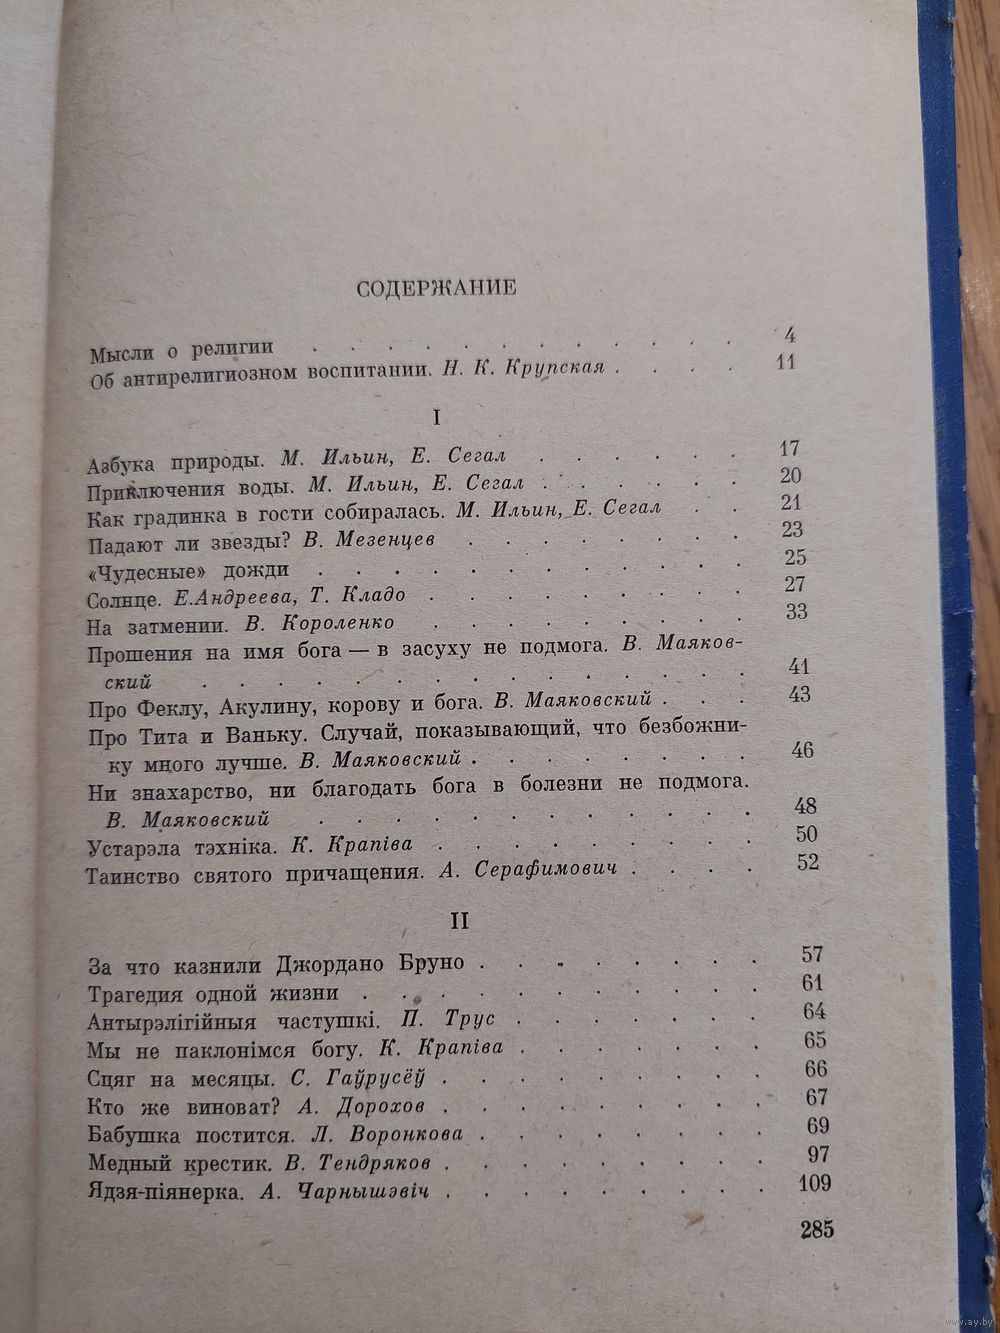 СОДЕРЖАНИЕ
Мысли о религии . . . . . . . . . . . . 4
Об антирелигиозном воспитании. Н. К. Крупская . . . . 11
I
Азбука природы. М. Ильин, Е. Сегал . . . . . . 17
Приключения воды. М. Ильин, Е. Сегал . . . . . . 20
Как градинка в гости собиралась. М. Ильин, Е. Сегал . . 21
Падают ли звезды? В. Мезенцев . . . . . . . . 23
«Чудесные» дожди . . . . . . . . . . . . 25
Солнце. Е.Андреева, Т. Кладо . . . . . . . . . 27
На затмении. В. Короленко . . . . . . . . . 33
Прошения на имя бога — в засуху не подмога. В. Маяков-
ский . . . . . . . . . . . . . . . 41
Про Феклу, Акулину, корову и бога. В. Маяковский . . . 43
Про Тита и Ваньку. Случай, показывающий, что безбожни-
ку много лучше. В. Маяковский . . . . . . . . 46
Ни знахарство, ни благодать бога в болезни не подмога.
В. Маяковский . . . . . . . . . . . . 48
Устарэла тэхніка. К. Крапіва . . . . . . . . . 50
Таинство святого причащения. А. Серафимович . . . . 52
II
За что казнили Джордано Бруно . . . . . . . . 57
Трагедия одной жизни . . . . . . . . . . . 61
Антырэлігійныя частушкі. П. Трус . . . . . . . 64
Мы не паклонімся богу. К. Крапіва . . . . . . . 65
Сцяг на месяцы. С. Гаўрусёў . . . . . . . . . 66
Кто же виноват? А. Дорохов . . . . . . . . . 67
Бабушка постится. Л. Воронкова . . . . . . . . 69
Медный крестик. В. Тендряков . . . . . . . . . 97
Ядзя-піянерка. А. Чарнышэвіч . . . . . . . . . 109
285
www.ay.by